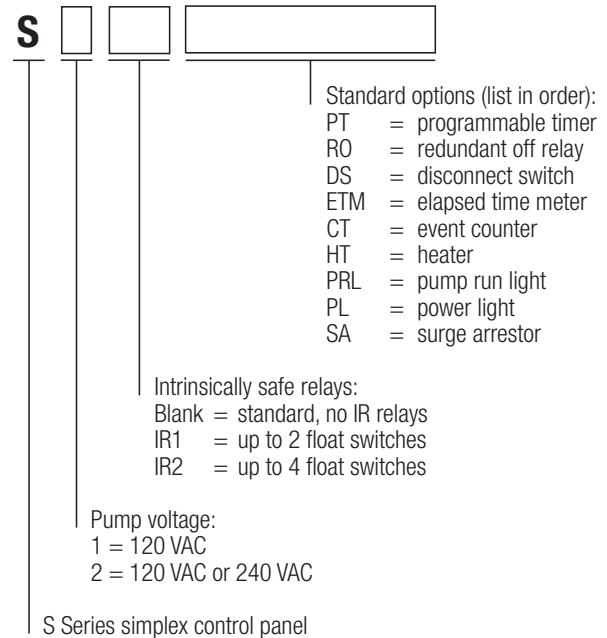 S
Standard options (list in order):
PT = programmable timer
RO = redundant off relay
DS = disconnect switch
ETM = elapsed time meter
CT = event counter
HT = heater
PRL = pump run light
PL = power light
SA = surge arrestor
Intrinsically safe relays:
Blank = standard, no IR relays
IR1 = up to 2 float switches
IR2 = up to 4 float switches
Pump voltage:
1 = 120 VAC
2 = 120 VAC or 240 VAC
S Series simplex control panel